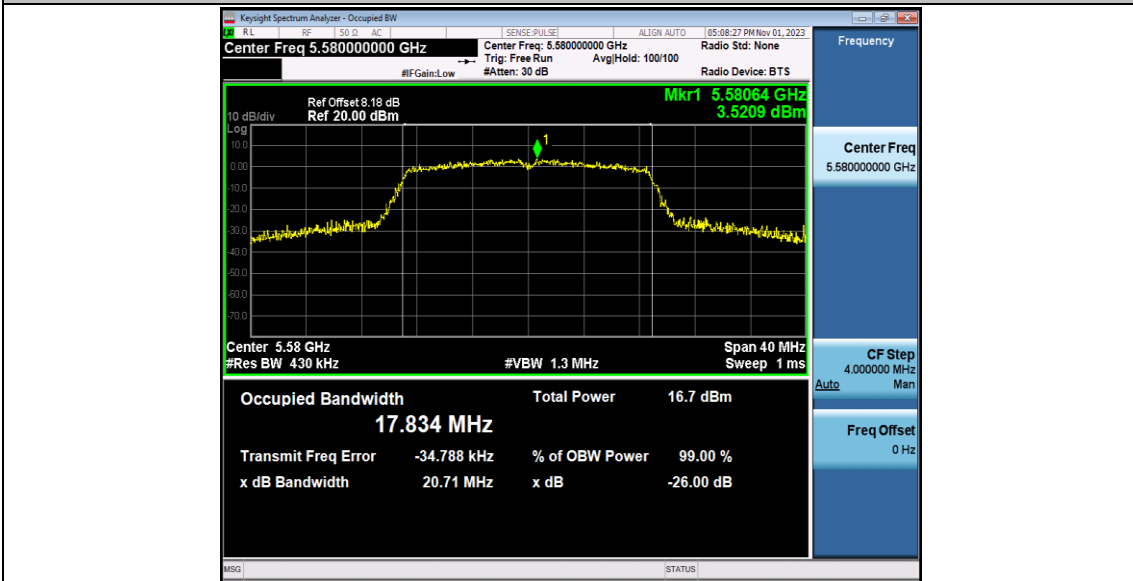 Keysight Spectrum Analyzer - Occupied BW
RL RF 50 Ω AC SENSE:PULSE ALIGN AUTO 05:08:27 PM Nov 01, 2023
Center Freq 5.580000000 GHz Center Freq: 5.580000000 GHz Radio Std: None
Trig: Free Run Avg|Hold: 100/100
#IFGain:Low #Atten: 30 dB Radio Device: BTS
Frequency
Mkr1 5.58064 GHz
3.5209 dBm
Ref Offset 8.18 dB
10 dB/div Ref 20.00 dBm
Log
10.0
0.00
-10.0
-20.0
-30.0
-40.0
-50.0
-60.0
-70.0
1
Center Freq
5.580000000 GHz
Center 5.58 GHz Span 40 MHz
#Res BW 430 kHz #VBW 1.3 MHz Sweep 1 ms
CF Step
4.000000 MHz
Auto Man
Occupied Bandwidth Total Power 16.7 dBm
17.834 MHz
Transmit Freq Error -34.788 kHz % of OBW Power 99.00 %
x dB Bandwidth 20.71 MHz x dB -26.00 dB
Freq Offset
0 Hz
MSG STATUS